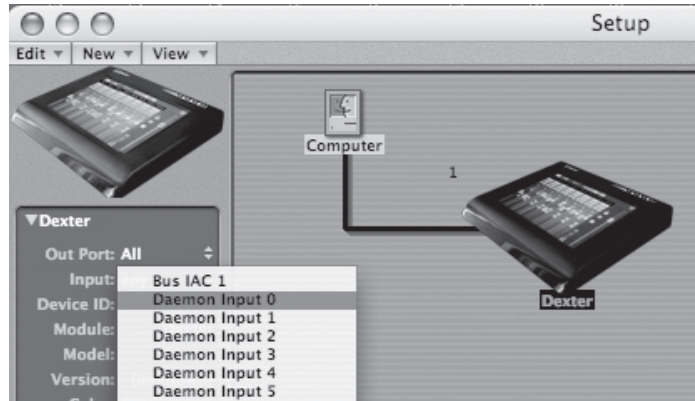 Setup
Edit New View
Computer
1
Dexter
Dexter
Out Port: All
Input:
Device ID:
Module:
Model:
Version:
Bus IAC 1
Daemon Input 0
Daemon Input 1
Daemon Input 2
Daemon Input 3
Daemon Input 4
Daemon Input 5